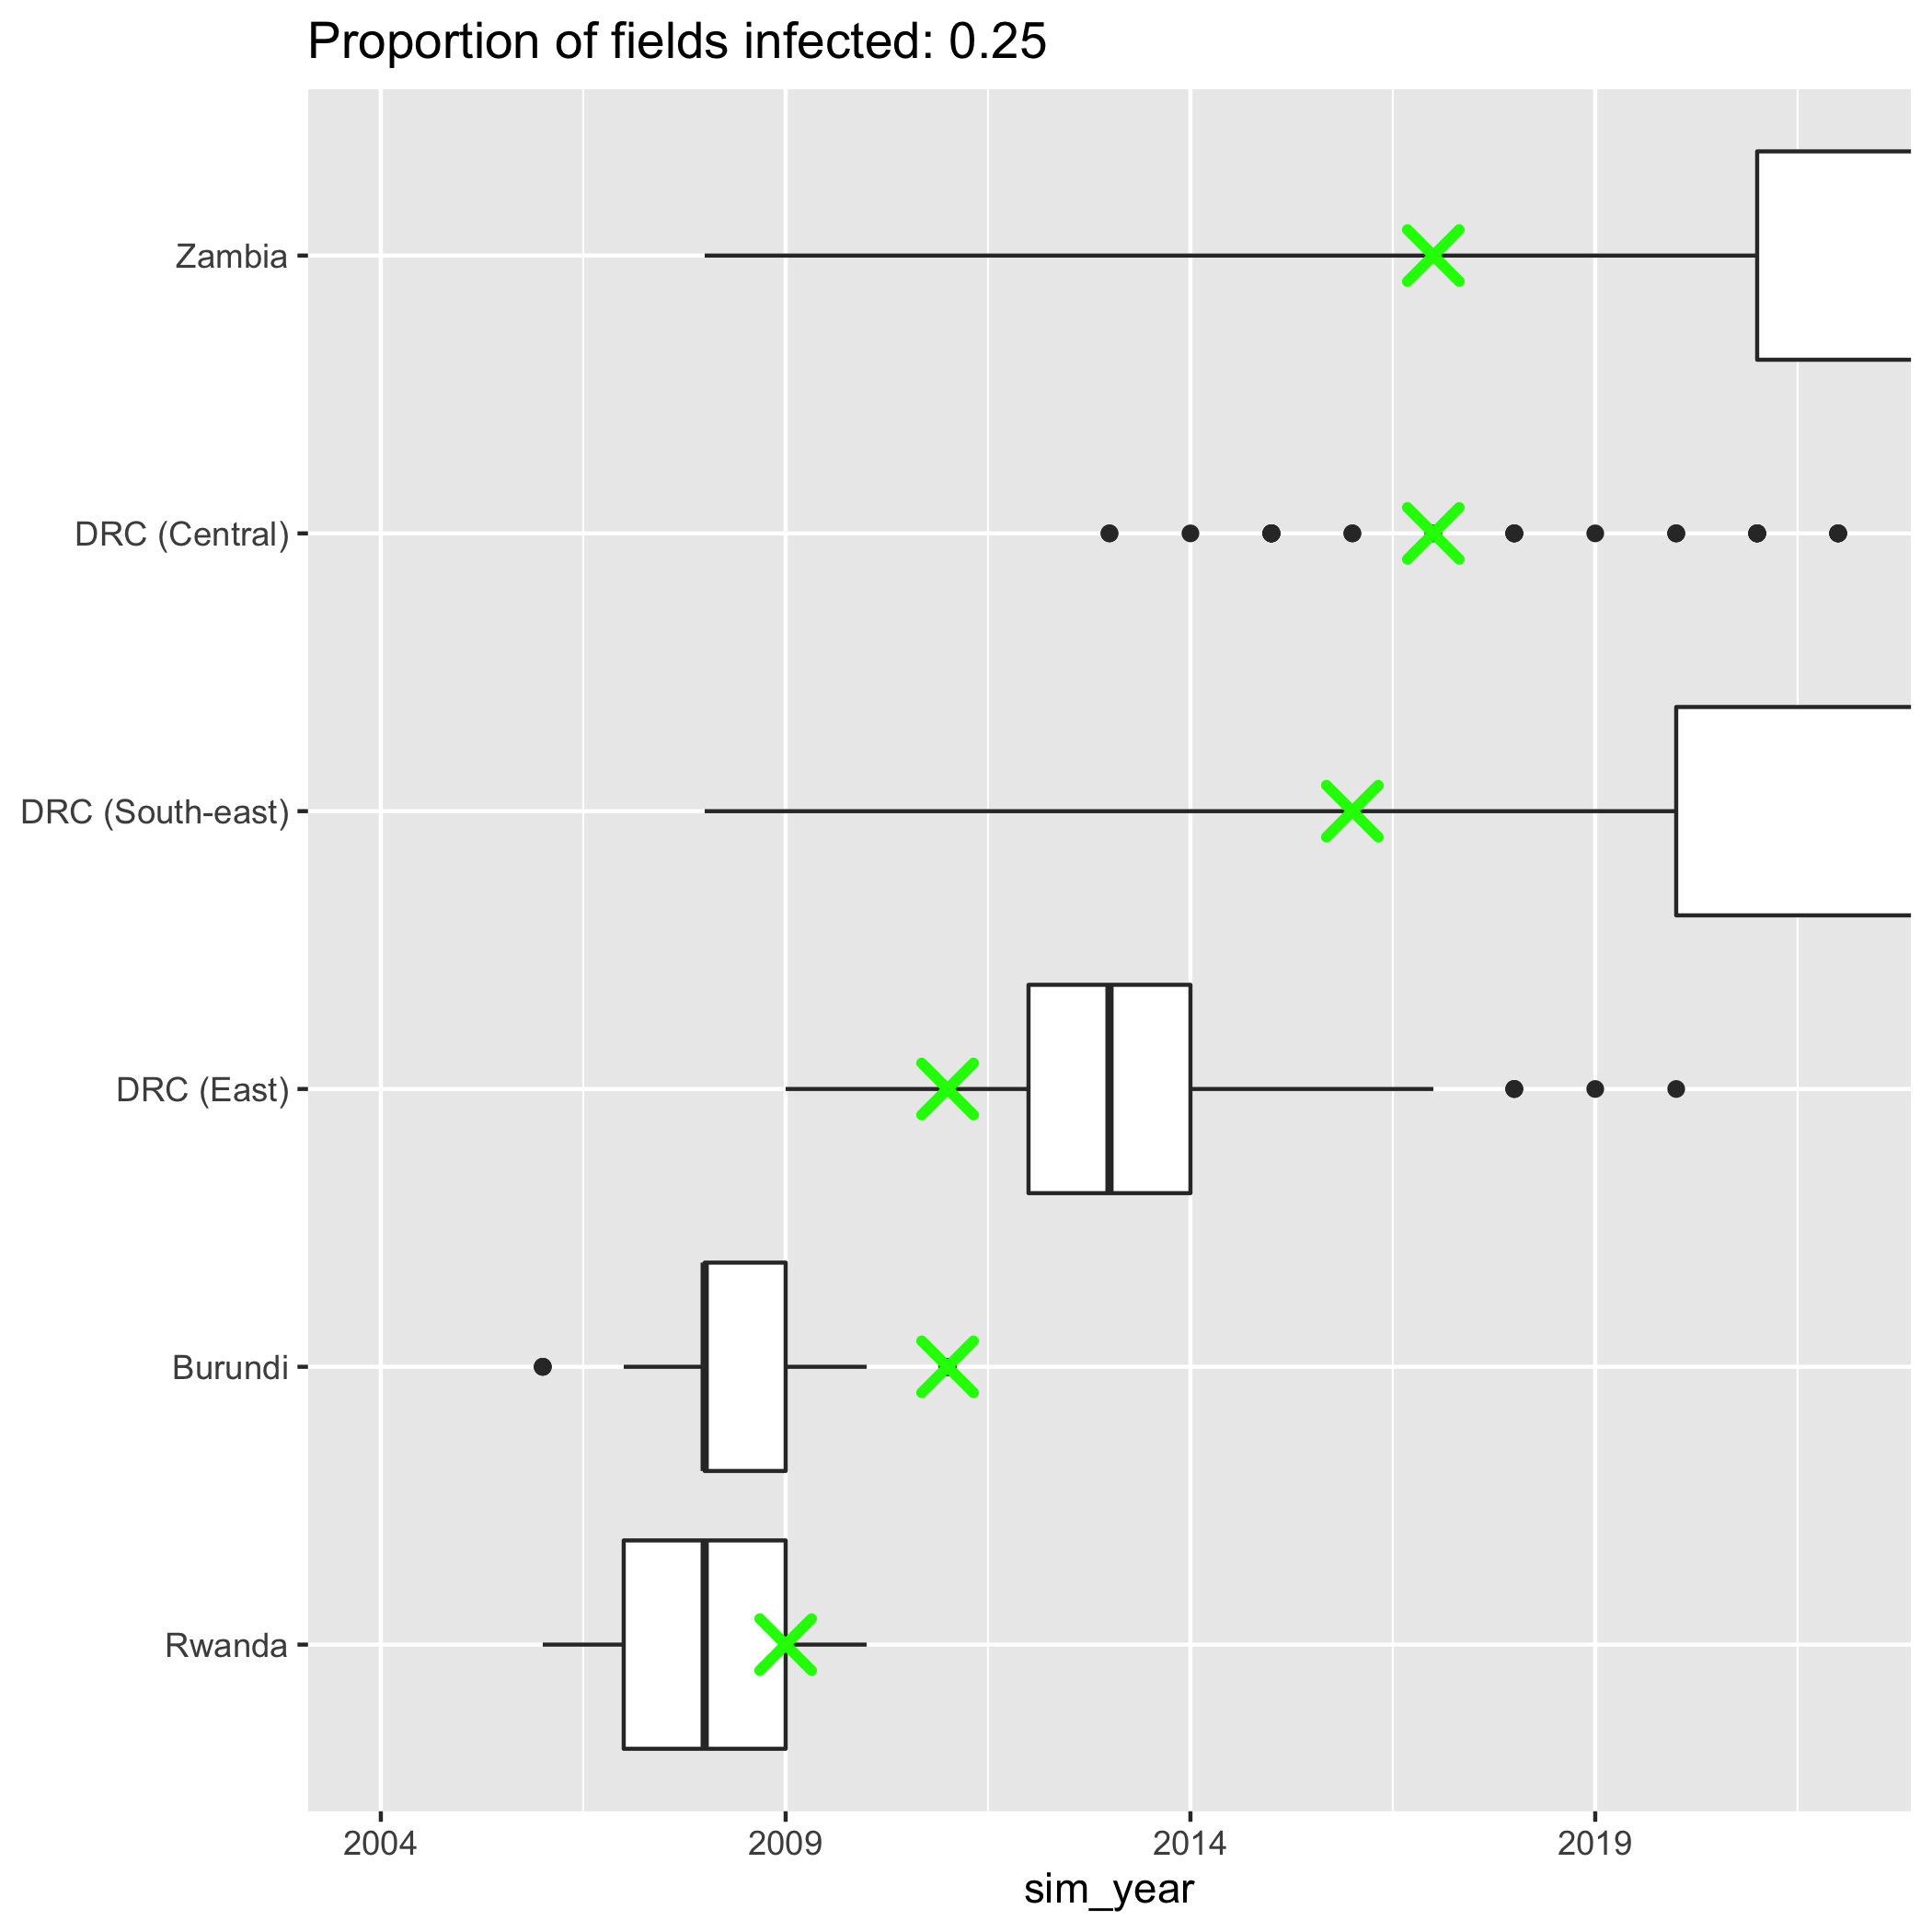 Proportion of fields infected: 0.25
Zambia
DRC (Central)
DRC (South-east)
DRC (East)
Burundi
Rwanda
2004 2009 2014 2019
sim_year